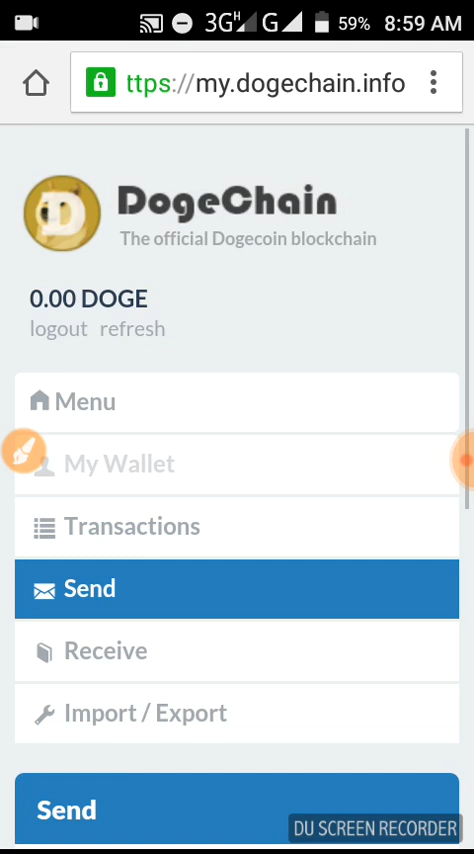 3G H G 59% 8:59 AM
ttps://my.dogechain.info
DogeChain
The official Dogecoin blockchain
0.00 DOGE
logout refresh
Menu
My Wallet
Transactions
Send
Receive
Import / Export
Send
DU SCREEN RECORDER